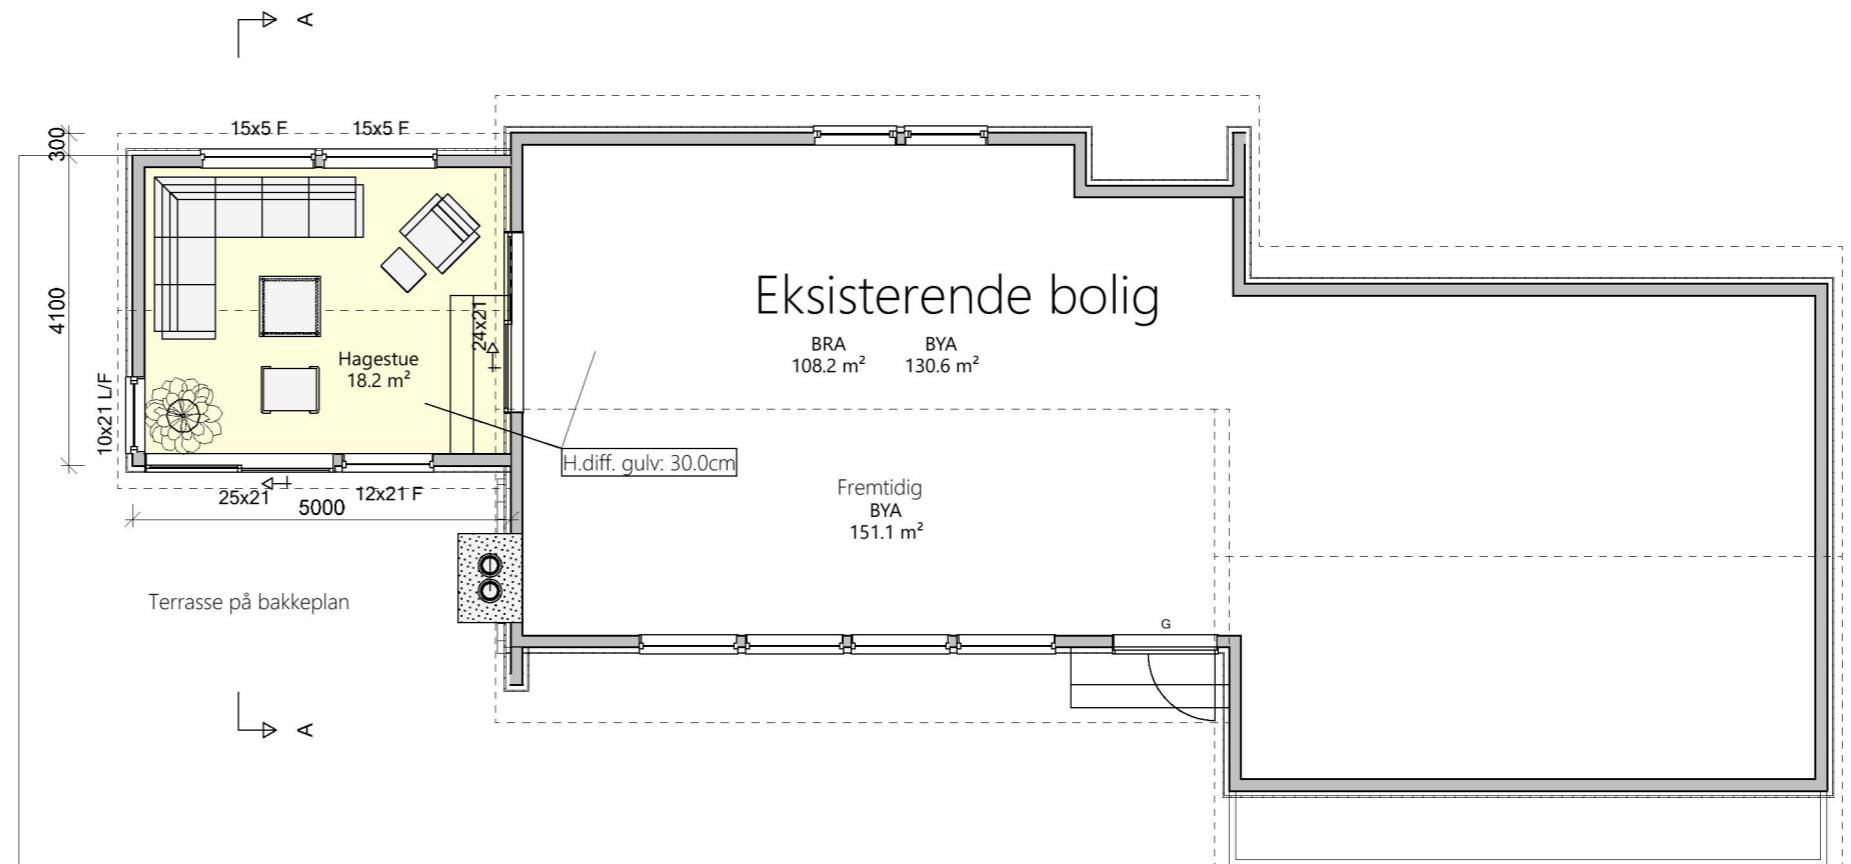 A
15x5 F
15x5 F
300
4100
Eksisterende bolig
BRA
108.2 m²
BYA
130.6 m²
24x21
Hagestue
18.2 m²
10x21 L/F
H.diff. gulv: 30.0cm
25x21
12x21 F
5000
Fremtidig
BYA
151.1 m²
Terrasse på bakkeplan
G
A